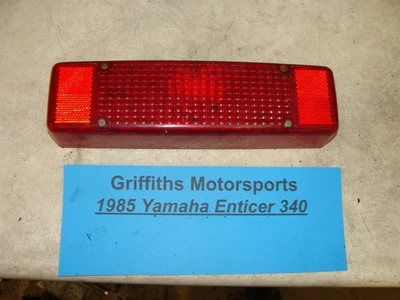 Griffiths Motorsports
1985 Yamaha Enticer 340